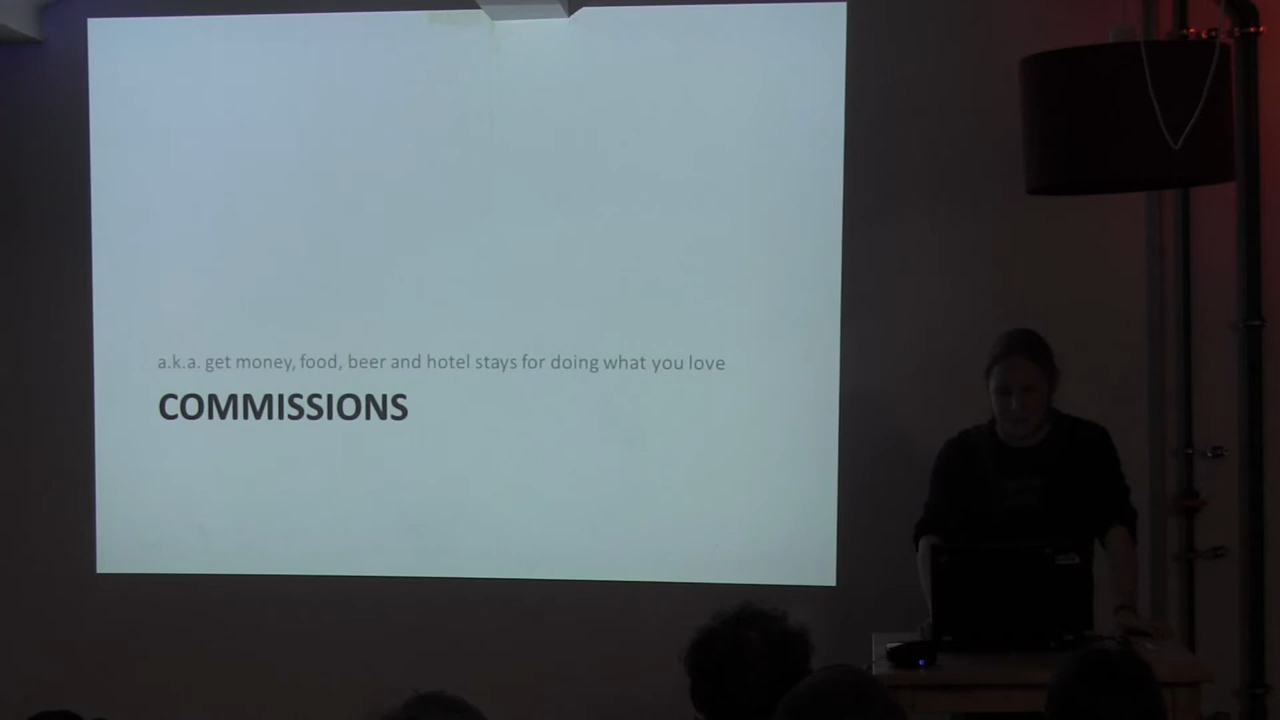 a.k.a. get money, food, beer and hotel stays for doing what you love
COMMISSIONS